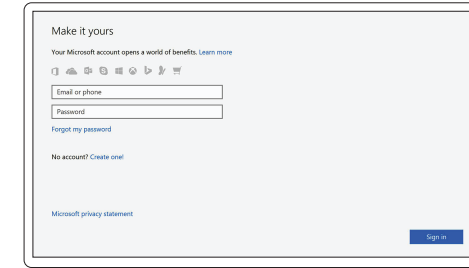 Make it yours
Your Microsoft account opens a world of benefits. Learn more
Email or phone
Password
Forgot my password
No account? Create one!
Microsoft privacy statement
Sign in